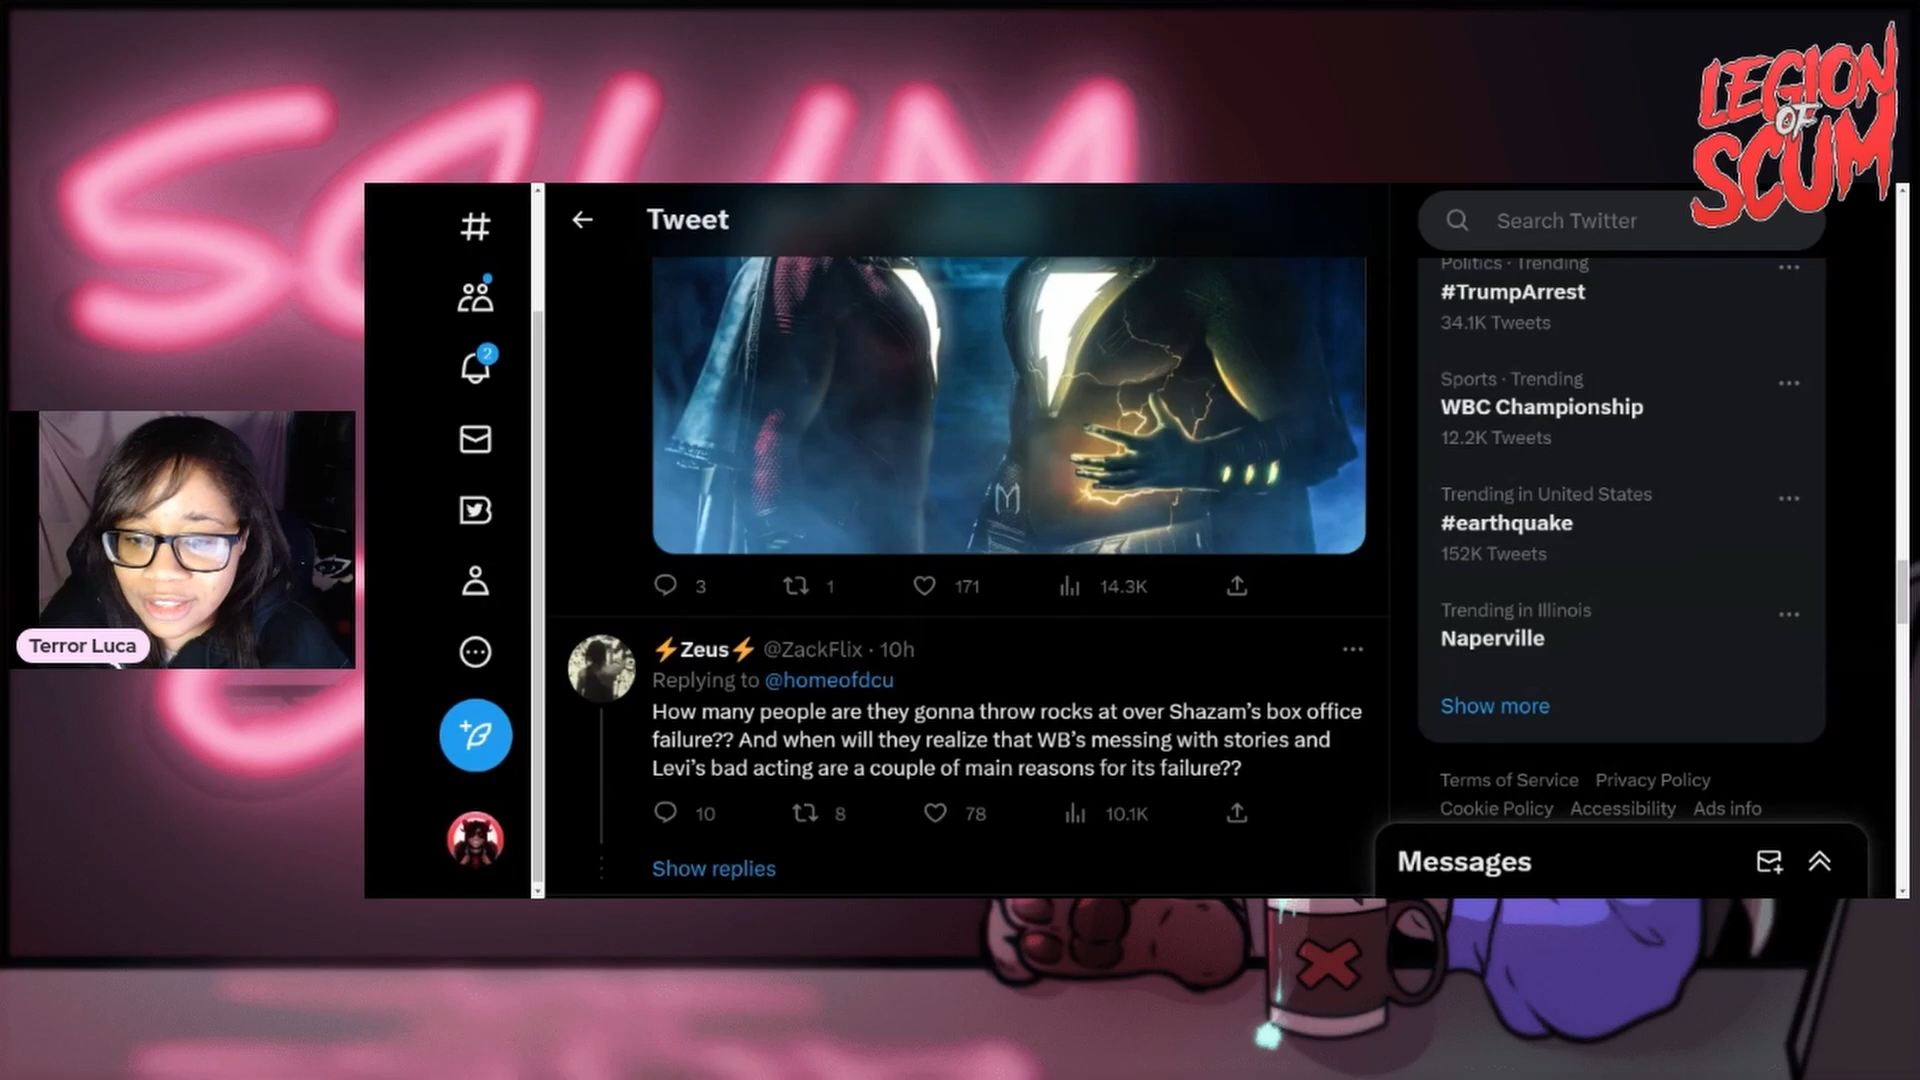 SCUM
LEGION
OF
SCUM
Tweet
Search Twitter
Politics · Trending
#TrumpArrest
34.1K Tweets
Sports · Trending
WBC Championship
12.2K Tweets
Trending in United States
#earthquake
152K Tweets
Trending in Illinois
Naperville
Show more
2
3 1 171 14.3K
⚡Zeus⚡ @ZackFlix · 10h
Replying to @homeofdcu
How many people are they gonna throw rocks at over Shazam’s box office
failure?? And when will they realize that WB’s messing with stories and
Levi’s bad acting are a couple of main reasons for its failure??
10 8 78 10.1K
Show replies
Terms of Service Privacy Policy
Cookie Policy Accessibility Ads info
Messages
Terror Luca